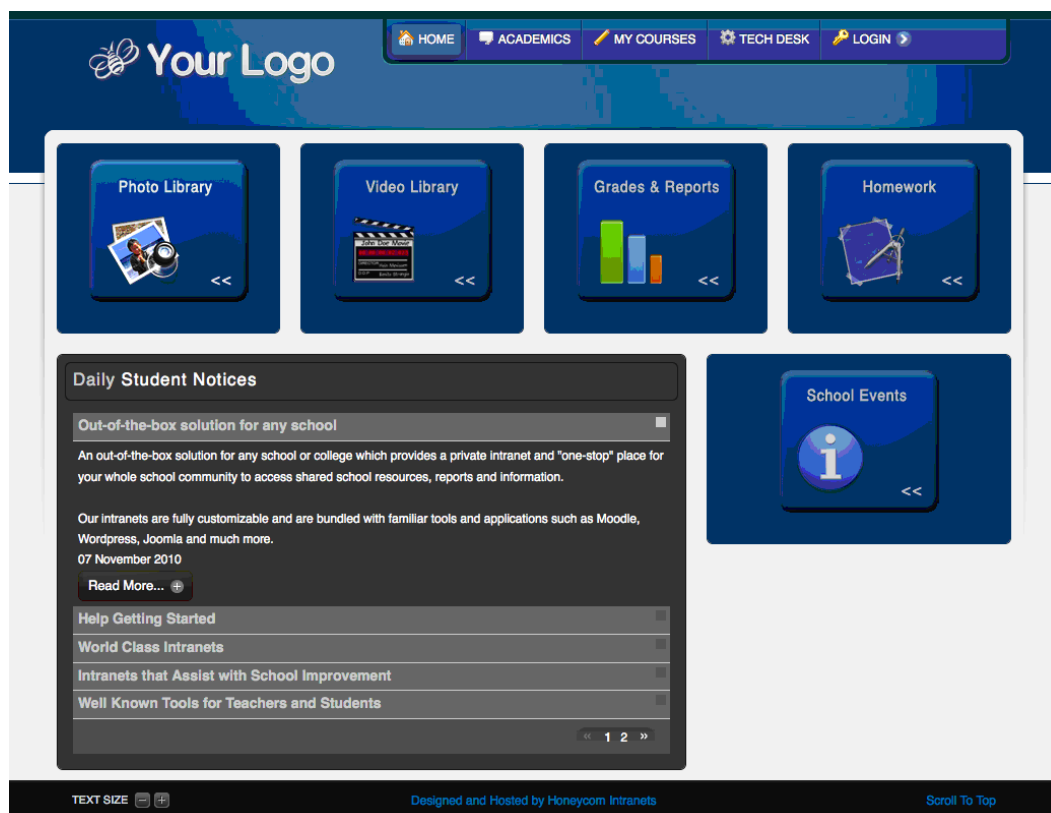 Your Logo
HOME ACADEMICS MY COURSES TECH DESK LOGIN
Photo Library
<<
Video Library
John Doe Movie
<<
Grades & Reports
<<
Homework
<<
Daily Student Notices
Out-of-the-box solution for any school
An out-of-the-box solution for any school or college which provides a private intranet and "one-stop" place for
your whole school community to access shared school resources, reports and information.
Our intranets are fully customizable and are bundled with familiar tools and applications such as Moodle,
Wordpress, Joomla and much more.
07 November 2010
Read More...
Help Getting Started
World Class Intranets
Intranets that Assist with School Improvement
Well Known Tools for Teachers and Students
« 1 2 »
School Events
<<
TEXT SIZE
Designed and Hosted by Honeycom Intranets
Scroll To Top